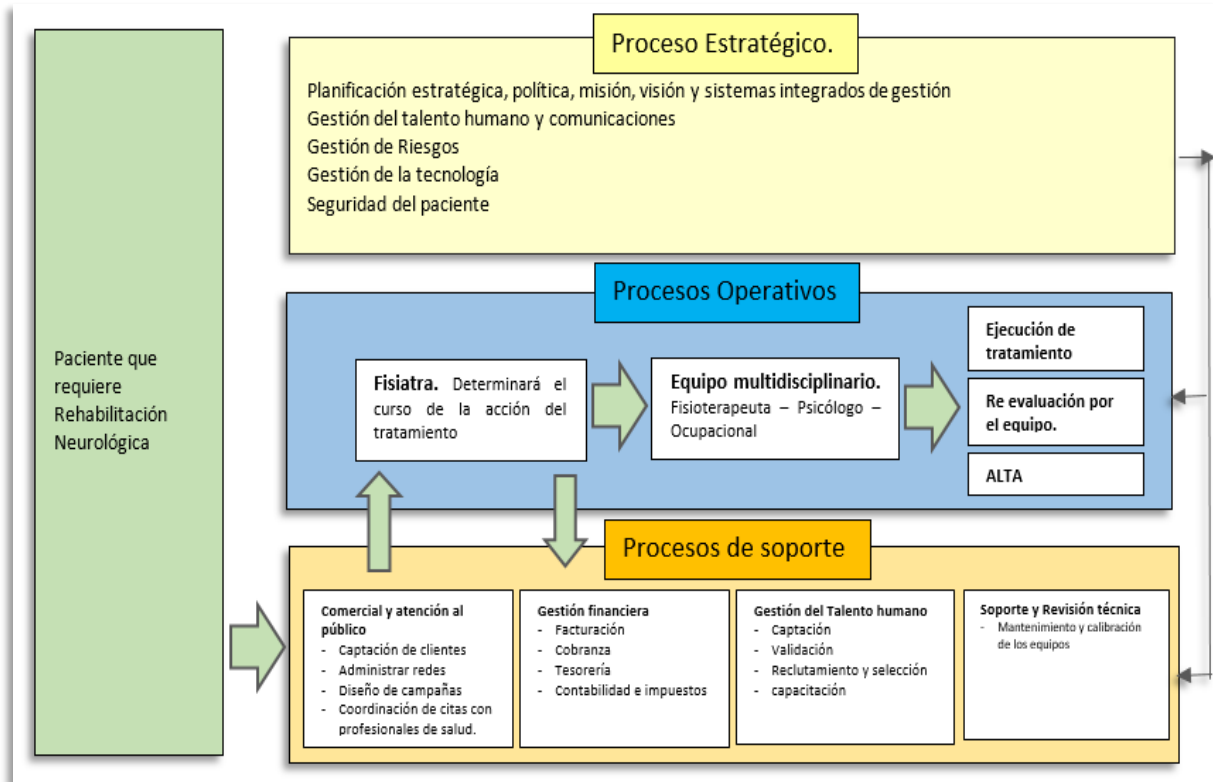 Paciente que
requiere
Rehabilitación
Neurológica
Proceso Estratégico.
Planificación estratégica, política, misión, visión y sistemas integrados de gestión
Gestión del talento humano y comunicaciones
Gestión de Riesgos
Gestión de la tecnología
Seguridad del paciente
Procesos Operativos
Fisiatra. Determinará el
curso de la acción del
tratamiento
Equipo multidisciplinario.
Fisioterapeuta – Psicólogo –
Ocupacional
Ejecución de
tratamiento
Re evaluación por
el equipo.
ALTA
Procesos de soporte
Comercial y atención al
público
- Captación de clientes
- Administrar redes
- Diseño de campañas
- Coordinación de citas con
profesionales de salud.
Gestión financiera
- Facturación
- Cobranza
- Tesorería
- Contabilidad e impuestos
Gestión del Talento humano
- Captación
- Validación
- Reclutamiento y selección
- capacitación
Soporte y Revisión técnica
- Mantenimiento y calibración
de los equipos